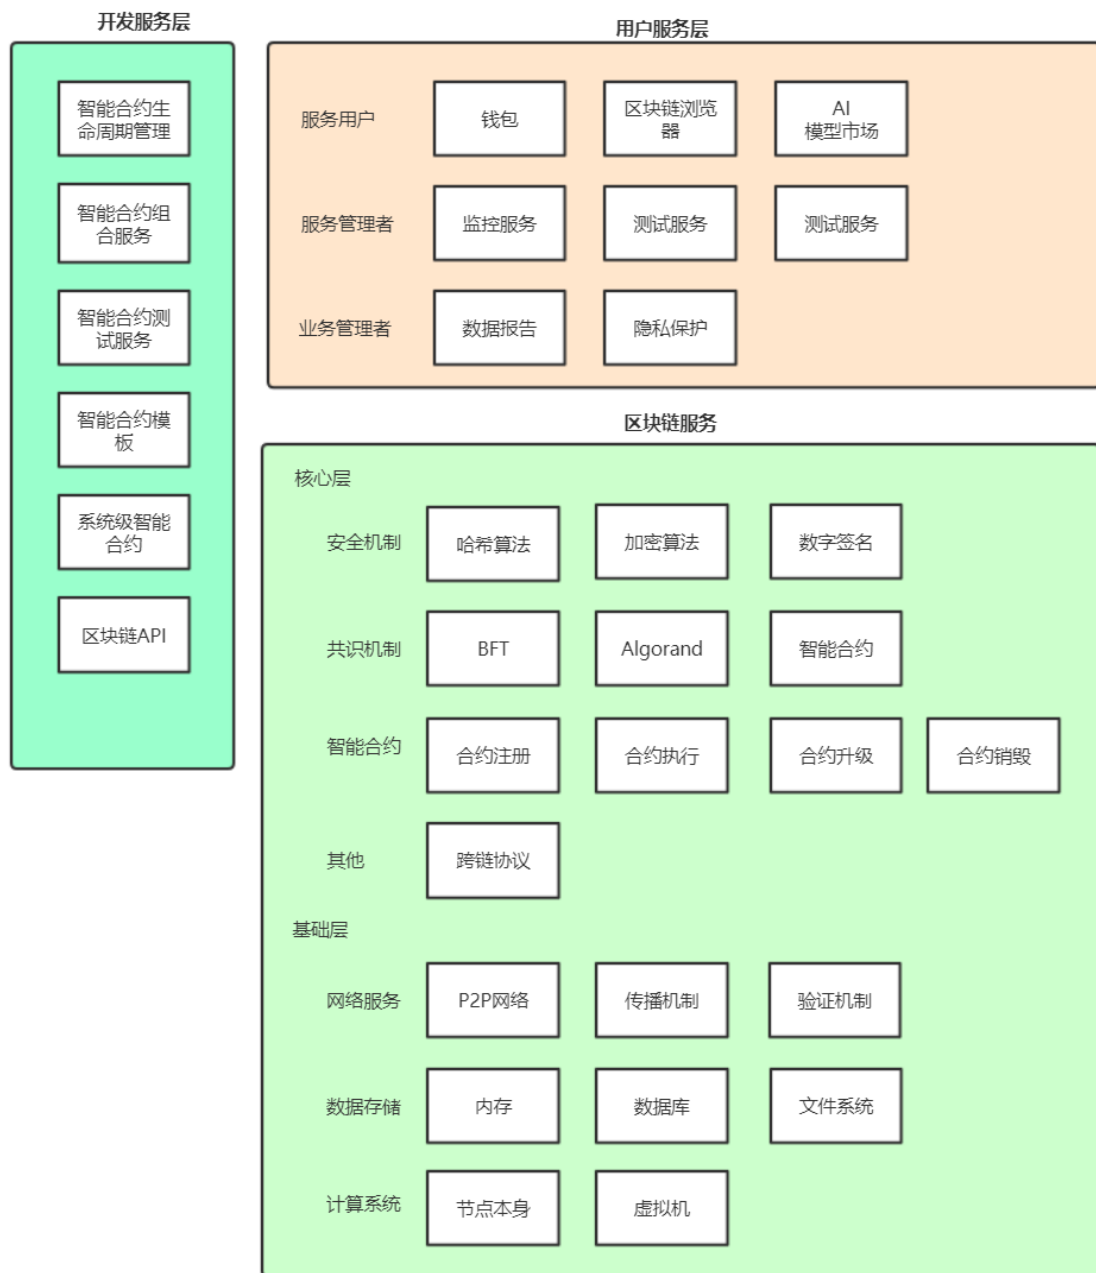 开发服务层
智能合约生
命周期管理
智能合约组
合服务
智能合约测
试服务
智能合约模
板
系统级智能
合约
区块链API
用户服务层
服务用户
钱包
区块链浏览
器
AI
模型市场
服务管理者
监控服务
测试服务
测试服务
业务管理者
数据报告
隐私保护
区块链服务
核心层
安全机制
哈希算法
加密算法
数字签名
共识机制
BFT
Algorand
智能合约
智能合约
合约注册
合约执行
合约升级
合约销毁
其他
跨链协议
基础层
网络服务
P2P网络
传播机制
验证机制
数据存储
内存
数据库
文件系统
计算系统
节点本身
虚拟机